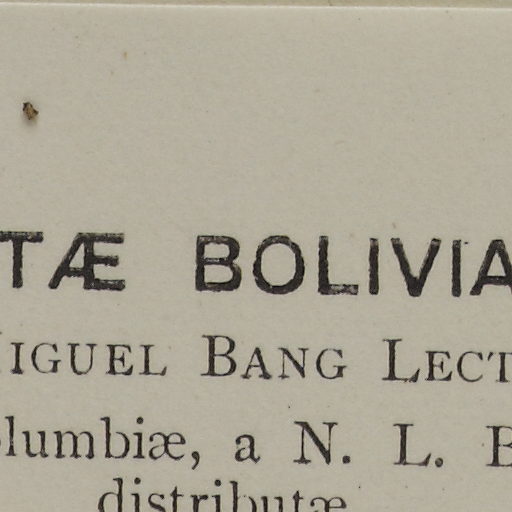 TÆ BOLIVIA
IGUEL BANG LECT
olumbiæ, a N. L. B
distributæ